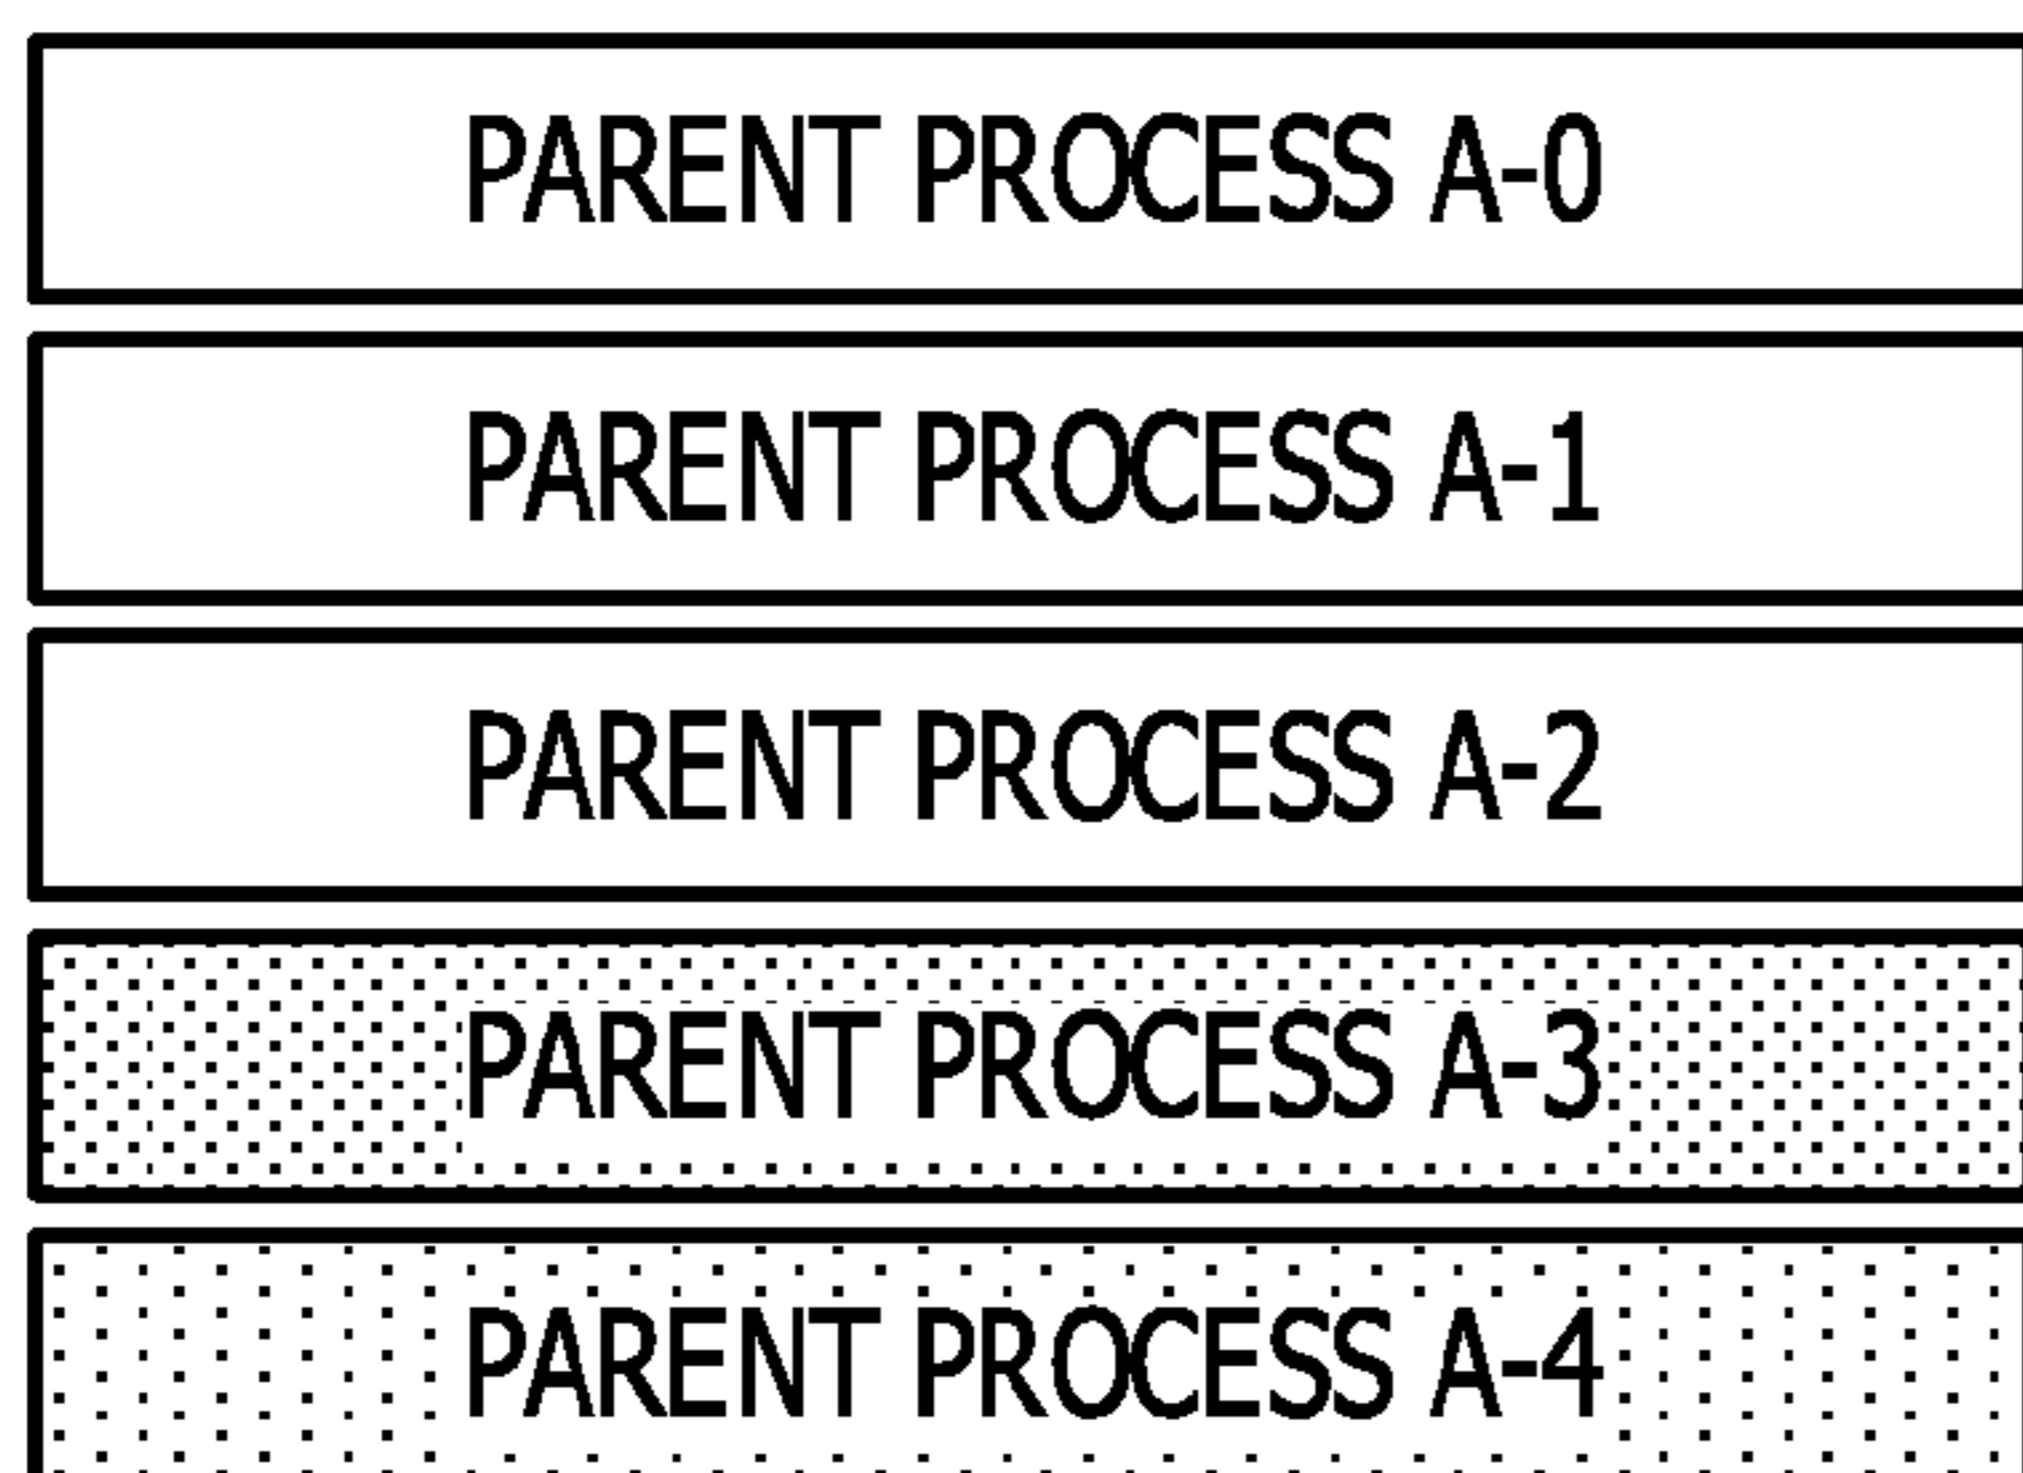 PARENT PROCESS A-0
PARENT PROCESS A-1
PARENT PROCESS A-2
PARENT PROCESS A-3
PARENT PROCESS A-4